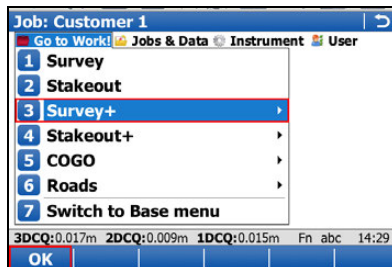 Job: Customer 1
Go to Work! Jobs & Data Instrument User
1 Survey
2 Stakeout
3 Survey+
4 Stakeout+
5 COGO
6 Roads
7 Switch to Base menu
3DCQ:0.017m 2DCQ:0.009m 1DCQ:0.015m Fn abc 14:29
OK